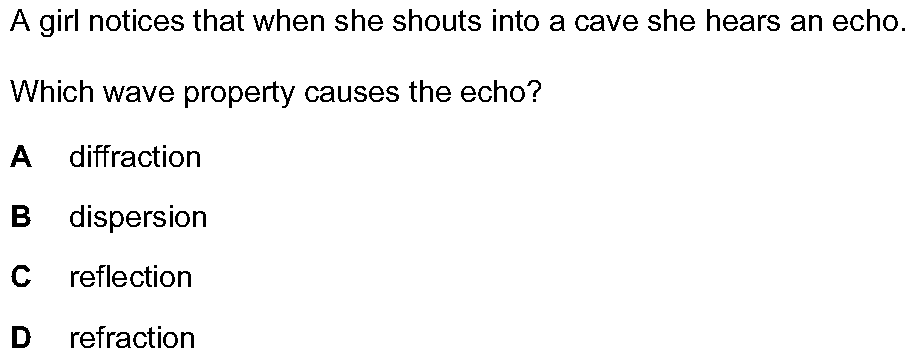 A girl notices that when she shouts into a cave she hears an echo.
Which wave property causes the echo?
A diffraction
B dispersion
C reflection
D refraction